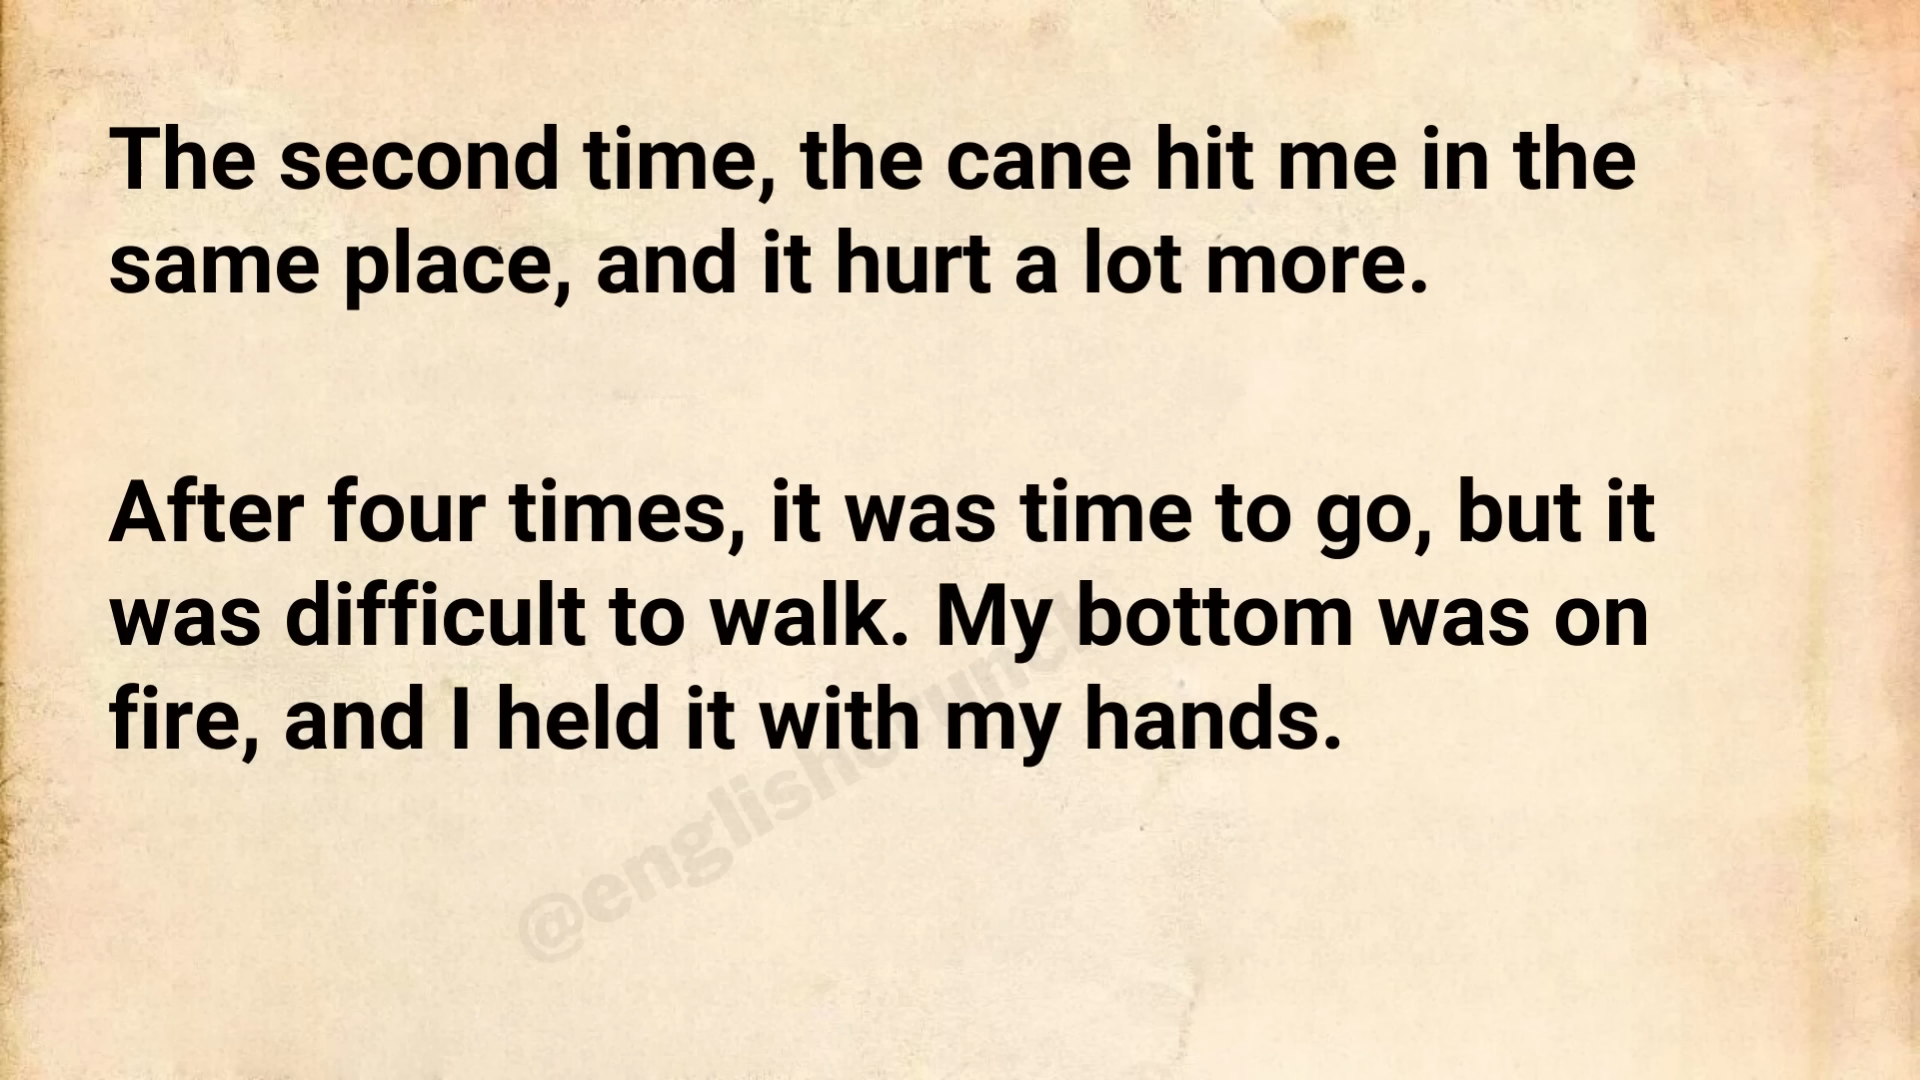 The second time, the cane hit me in the
same place, and it hurt a lot more.
After four times, it was time to go, but it
was difficult to walk. My bottom was on
fire, and I held it with my hands.